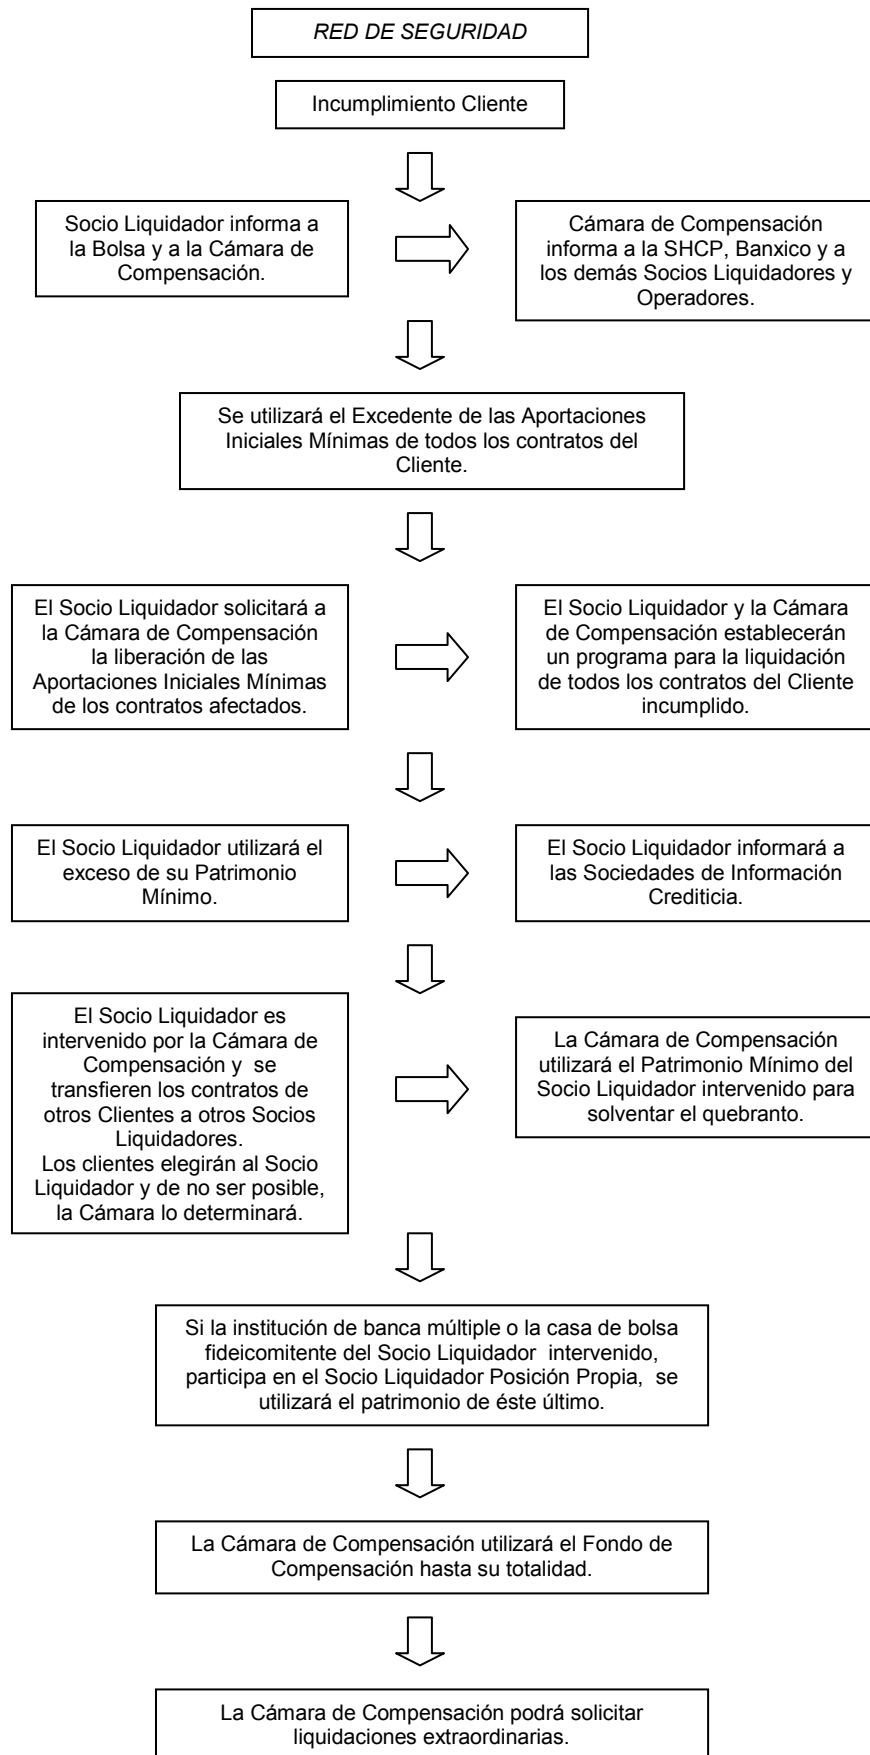 RED DE SEGURIDAD
Incumplimiento Cliente
Socio Liquidador informa a
la Bolsa y a la Cámara de
Compensación.
Cámara de Compensación
informa a la SHCP, Banxico y a
los demás Socios Liquidadores y
Operadores.
Se utilizará el Excedente de las Aportaciones
Iniciales Mínimas de todos los contratos del
Cliente.
El Socio Liquidador solicitará a
la Cámara de Compensación
la liberación de las
Aportaciones Iniciales Mínimas
de los contratos afectados.
El Socio Liquidador y la Cámara
de Compensación establecerán
un programa para la liquidación
de todos los contratos del Cliente
incumplido.
El Socio Liquidador utilizará el
exceso de su Patrimonio
Mínimo.
El Socio Liquidador informará a
las Sociedades de Información
Crediticia.
El Socio Liquidador es
intervenido por la Cámara de
Compensación y se
transfieren los contratos de
otros Clientes a otros Socios
Liquidadores.
Los clientes elegirán al Socio
Liquidador y de no ser posible,
la Cámara lo determinará.
La Cámara de Compensación
utilizará el Patrimonio Mínimo del
Socio Liquidador intervenido para
solventar el quebranto.
Si la institución de banca múltiple o la casa de bolsa
fideicomitente del Socio Liquidador intervenido,
participa en el Socio Liquidador Posición Propia, se
utilizará el patrimonio de éste último.
La Cámara de Compensación utilizará el Fondo de
Compensación hasta su totalidad.
La Cámara de Compensación podrá solicitar
liquidaciones extraordinarias.